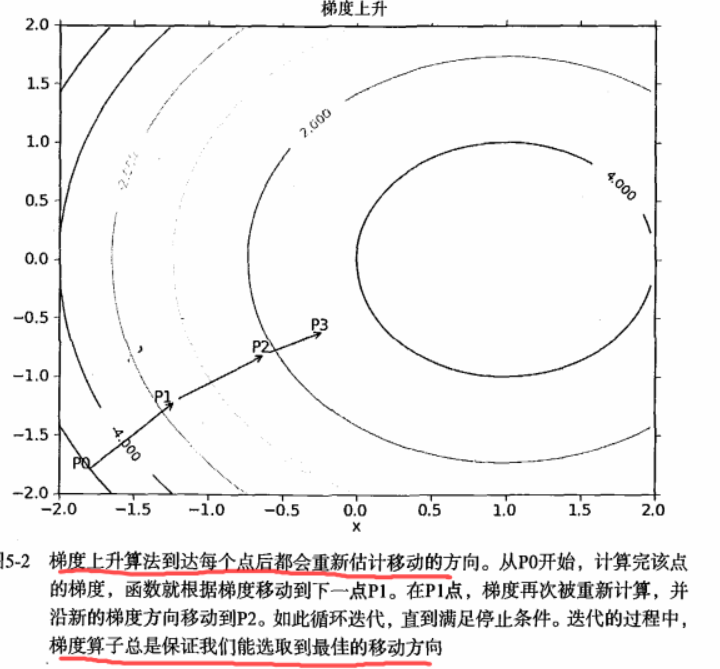 梯度上升
2.0
1.5
1.0
0.5
0.0
−0.5
−1.0
−1.5
−2.0
2.000
4.000
-2.000
-4.000
P0
P1
P2
P3
−2.0 −1.5 −1.0 −0.5 0.0 0.5 1.0 1.5 2.0
x
5-2 梯度上升算法到达每个点后都会重新估计移动的方向。从P0开始，计算完该点
的梯度，函数就根据梯度移动到下一点P1。在P1点，梯度再次被重新计算，并
沿新的梯度方向移动到P2。如此循环迭代，直到满足停止条件。迭代的过程中，
梯度算子总是保证我们能选取到最佳的移动方向